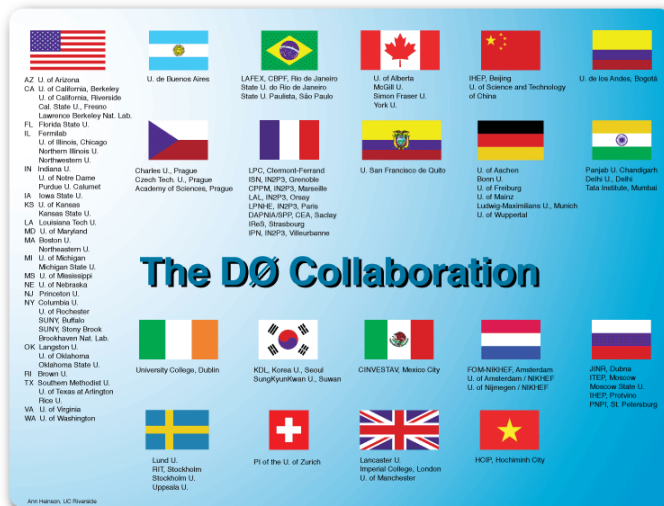 AZ U. of Arizona
CA U. of California, Berkeley
U. of California, Riverside
Cal. State U., Fresno
Lawrence Berkeley Nat. Lab.
FL Florida State U.
IL Fermilab
U. of Illinois, Chicago
Northern Illinois U.
Northwestern U.
IN Indiana U.
U. of Notre Dame
Purdue U. Calumet
IA Iowa State U.
KS U. of Kansas
Kansas State U.
LA Louisiana Tech U.
MD U. of Maryland
MA Boston U.
Northeastern U.
MI U. of Michigan
Michigan State U.
MS U. of Mississippi
NE U. of Nebraska
NJ Princeton U.
NY Columbia U.
U. of Rochester
SUNY, Buffalo
SUNY, Stony Brook
Brookhaven Nat. Lab.
OK Langston U.
U. of Oklahoma
Oklahoma State U.
RI Brown U.
TX Southern Methodist U.
U. of Texas at Arlington
Rice U.
VA U. of Virginia
WA U. of Washington
U. de Buenos Aires
LAFEX, CBPF, Rio de Janeiro
State U. do Rio de Janeiro
State U. Paulista, São Paulo
U. of Alberta
McGill U.
Simon Fraser U.
York U.
IHEP, Beijing
U. of Science and Technology
of China
U. de los Andes, Bogotá
Charles U., Prague
Czech Tech. U., Prague
Academy of Sciences, Prague
LPC, Clermont-Ferrand
ISN, IN2P3, Grenoble
CPPM, IN2P3, Marseille
LAL, IN2P3, Orsay
LPNHE, IN2P3, Paris
DAPNIA/SPP, CEA, Saclay
IReS, Strasbourg
IPN, IN2P3, Villeurbanne
U. San Francisco de Quito
U. of Aachen
Bonn U.
U. of Freiburg
U. of Mainz
Ludwig-Maximilians U., Munich
U. of Wuppertal
Panjab U. Chandigarh
Delhi U., Delhi
Tata Institute, Mumbai
The DØ Collaboration
University College, Dublin
KDL, Korea U., Seoul
SungKyunKwan U., Suwan
CINVESTAV, Mexico City
FOM-NIKHEF, Amsterdam
U. of Amsterdam / NIKHEF
U. of Nijmegen / NIKHEF
JINR, Dubna
ITEP, Moscow
Moscow State U.
IHEP, Protvino
PNPI, St. Petersburg
Lund U.
RIT, Stockholm
Stockholm U.
Uppsala U.
PI of the U. of Zurich
Lancaster U.
Imperial College, London
U. of Manchester
HCIP, Hochiminh City
Ann Heinson, UC Riverside